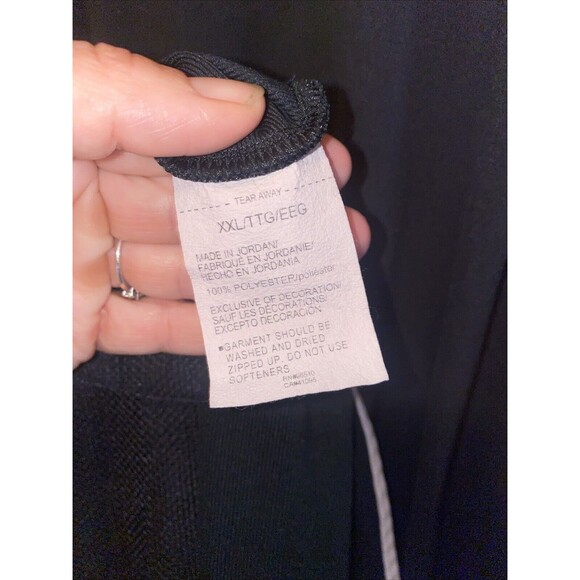 - TEAR AWAY -
XXL/TTG/EEG
MADE IN JORDAN/
FABRIQUÉ EN JORDANIE/
HECHO EN JORDANIA
100% POLYESTER/poliéster
EXCLUSIVE OF DECORATION/
SAUF LES DÉCORATIONS/
EXCEPTO DECORACIÓN
■GARMENT SHOULD BE
WASHED AND DRIED
ZIPPED UP. DO NOT USE
SOFTENERS